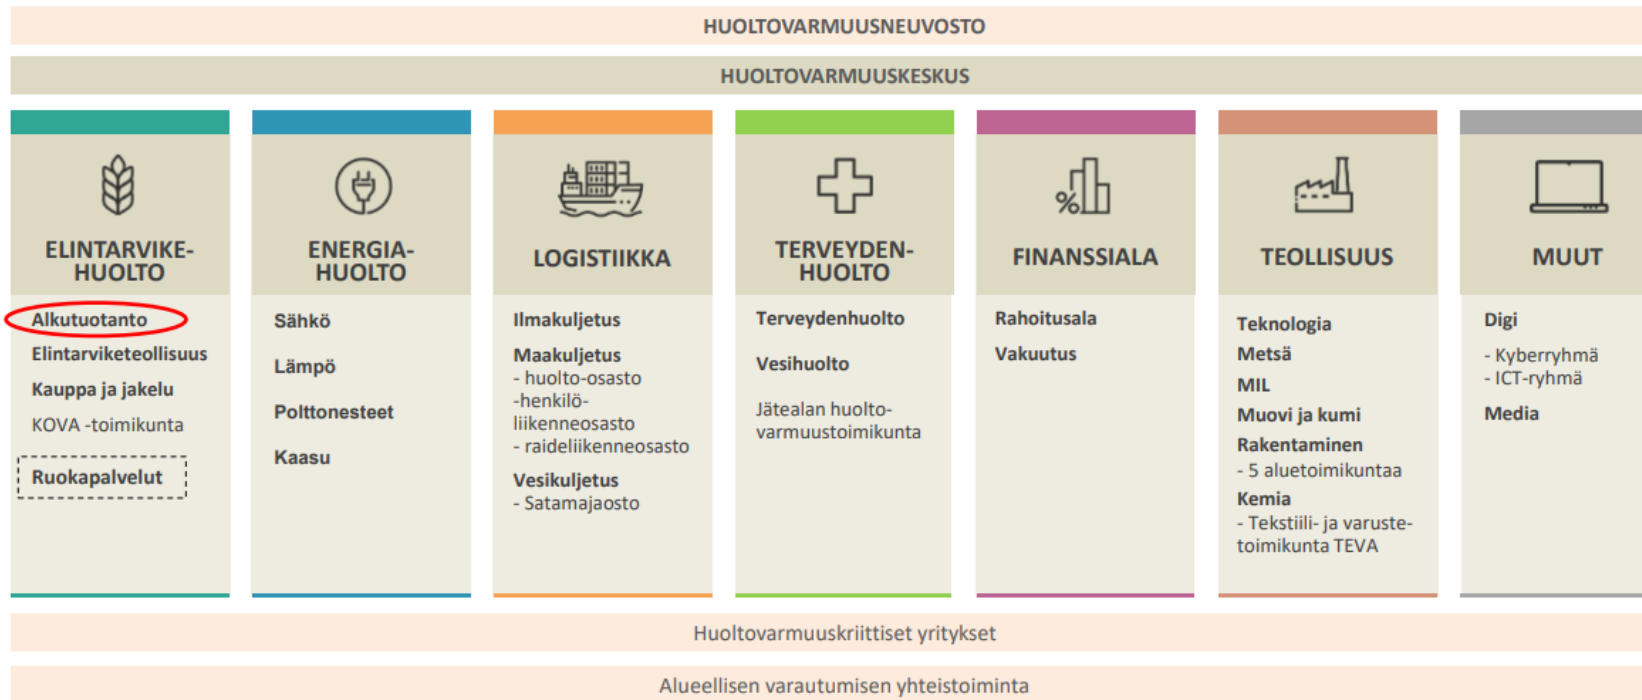 HUOLTOVARMUUSNEUVOSTO
HUOLTOVARMUUSKESKUS
ELINTARVIKE-
HUOLTO
Alkutuotanto
Elintarviketeollisuus
Kauppa ja jakelu
KOVA -toimikunta
Ruokapalvelut
ENERGIA-
HUOLTO
Sähkö
Lämpö
Polttonesteet
Kaasu
LOGISTIIKKA
Ilmakuljetus
Maakuljetus
- huolto-osasto
-henkilö-
liikenneosasto
- raideliikenneosasto
Vesikuljetus
- Satamajaosto
TERVEYDEN-
HUOLTO
Terveydenhuolto
Vesihuolto
Jätealan huolto-
varmuustoimikunta
%
FINANSSIALA
Rahoitusala
Vakuutus
TEOLLISUUS
Teknologia
Metsä
MIL
Muovi ja kumi
Rakentaminen
- 5 aluetoimikuntaa
Kemia
- Tekstiili- ja varuste-
toimikunta TEVA
MUUT
Digi
- Kyberryhmä
- ICT-ryhmä
Media
Huoltovarmuuskriittiset yritykset
Alueellisen varautumisen yhteistoiminta